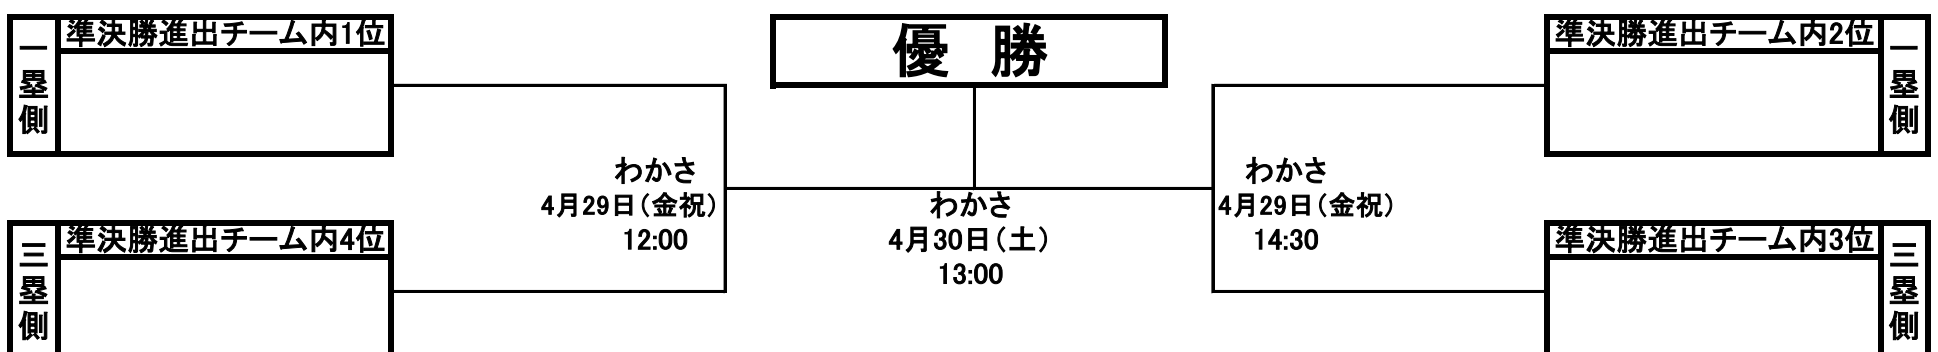 一塁側
準決勝進出チーム内1位
三塁側
準決勝進出チーム内4位
わかさ
4月29日(金祝)
12:00
優 勝
わかさ
4月30日(土)
13:00
わかさ
4月29日(金祝)
14:30
準決勝進出チーム内2位
一塁側
準決勝進出チーム内3位
三塁側